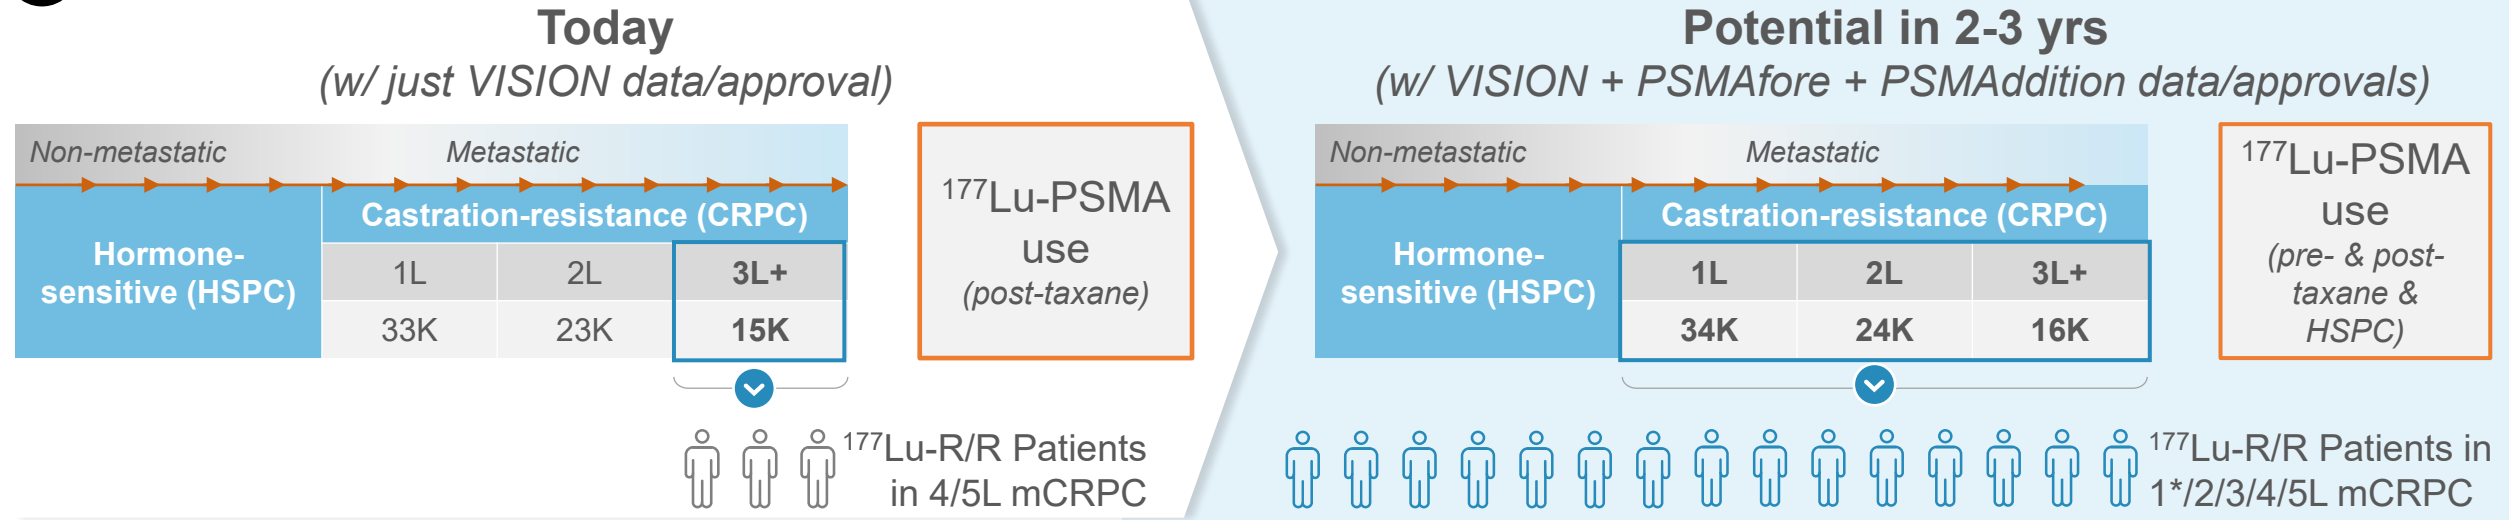 Today
(w/ just VISION data/approval)
Non-metastatic
Metastatic
Hormone-
sensitive (HSPC)
Castration-resistance (CRPC)
1L 2L 3L+
33K 23K 15K
¹⁷⁷Lu-PSMA
use
(post-taxane)
¹⁷⁷Lu-R/R Patients
in 4/5L mCRPC
Potential in 2-3 yrs
(w/ VISION + PSMAfore + PSMAddition data/approvals)
Non-metastatic
Metastatic
Hormone-
sensitive (HSPC)
Castration-resistance (CRPC)
1L 2L 3L+
34K 24K 16K
¹⁷⁷Lu-PSMA
use
(pre- & post-
taxane &
HSPC)
¹⁷⁷Lu-R/R Patients in
1*/2/3/4/5L mCRPC